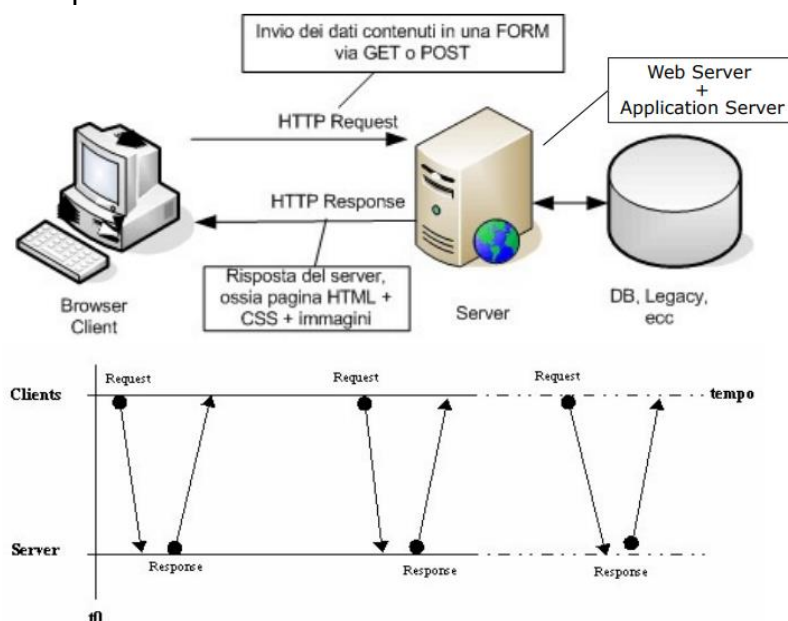 Invio dei dati contenuti in una FORM
via GET o POST
Web Server
+
Application Server
HTTP Request
HTTP Response
Risposta del server,
ossia pagina HTML +
CSS + immagini
Browser
Client
Server
DB, Legacy,
ecc
Request
Request
Request
Clients
tempo
Server
Response
Response
Response
t0